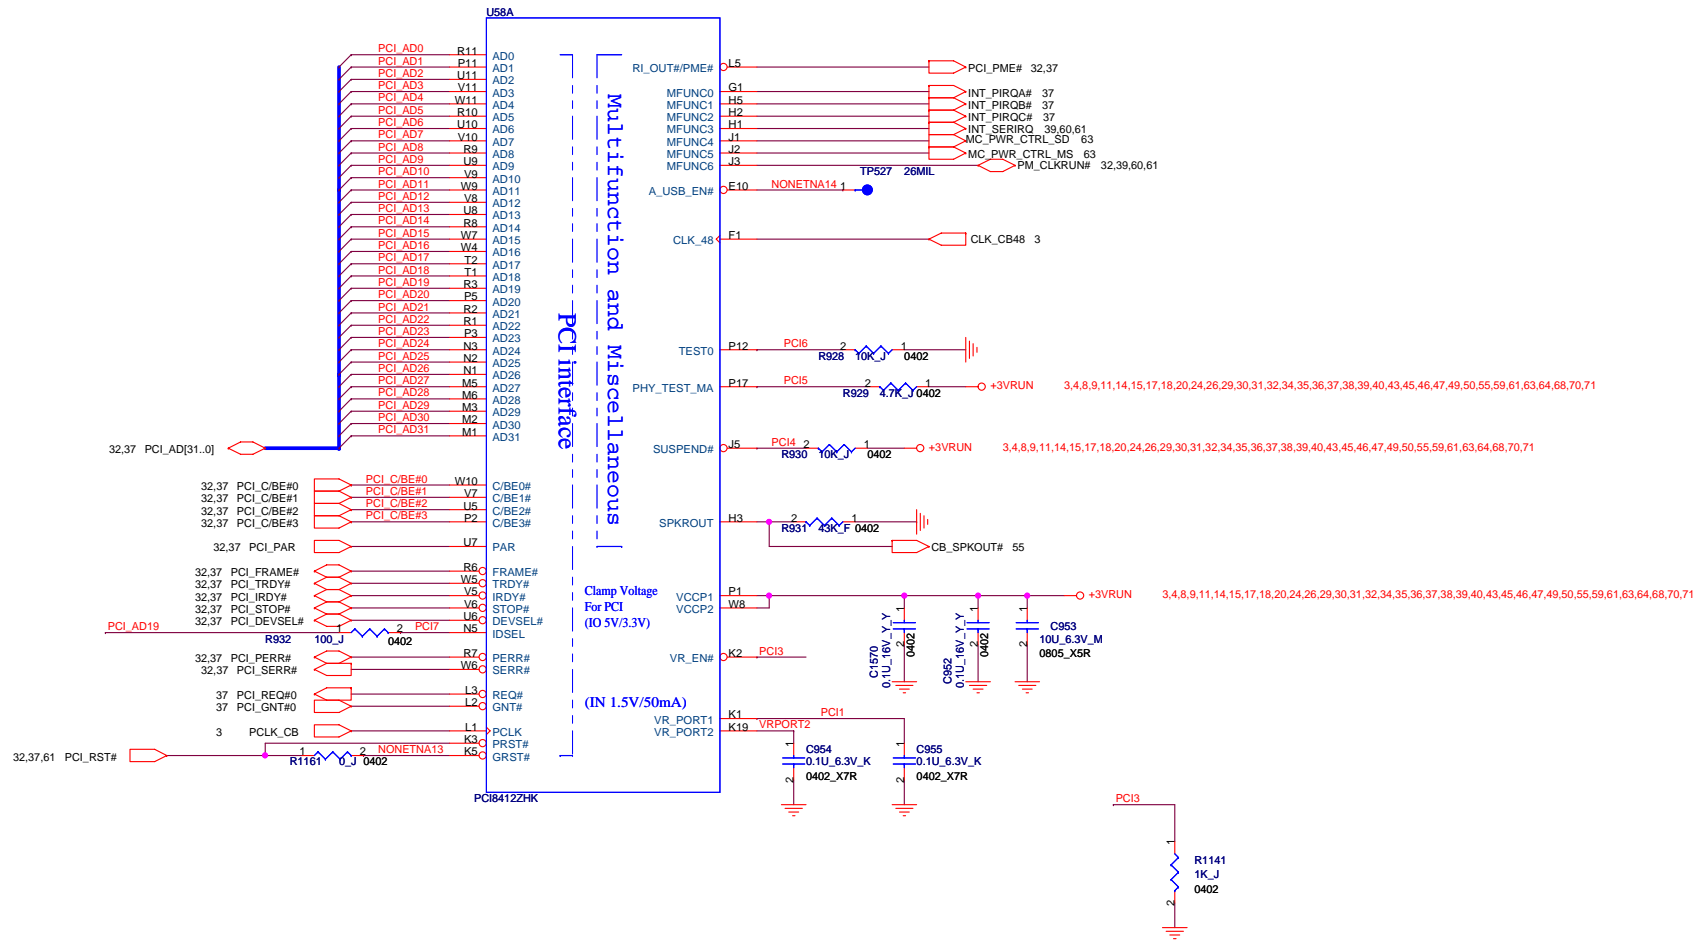 U58A
PCI_AD0 R11 AD0
PCI_AD1 P11 AD1
PCI_AD2 U11 AD2
PCI_AD3 V11 AD3
PCI_AD4 W11 AD4
PCI_AD5 R10 AD5
PCI_AD6 U10 AD6
PCI_AD7 V10 AD7
PCI_AD8 R9 AD8
PCI_AD9 U9 AD9
PCI_AD10 V9 AD10
PCI_AD11 W9 AD11
PCI_AD12 V8 AD12
PCI_AD13 U8 AD13
PCI_AD14 R8 AD14
PCI_AD15 W7 AD15
PCI_AD16 W4 AD16
PCI_AD17 T2 AD17
PCI_AD18 T1 AD18
PCI_AD19 R3 AD19
PCI_AD20 P5 AD20
PCI_AD21 R2 AD21
PCI_AD22 R1 AD22
PCI_AD23 P3 AD23
PCI_AD24 N3 AD24
PCI_AD25 N2 AD25
PCI_AD26 N1 AD26
PCI_AD27 M5 AD27
PCI_AD28 M6 AD28
PCI_AD29 M3 AD29
PCI_AD30 M2 AD30
PCI_AD31 M1 AD31
32,37 PCI_AD[31..0]
32,37 PCI_C/BE#0 PCI_C/BE#0 W10 C/BE0#
32,37 PCI_C/BE#1 PCI_C/BE#1 V7 C/BE1#
32,37 PCI_C/BE#2 PCI_C/BE#2 U5 C/BE2#
32,37 PCI_C/BE#3 PCI_C/BE#3 P2 C/BE3#
32,37 PCI_PAR U7 PAR
32,37 PCI_FRAME# R6 FRAME#
32,37 PCI_TRDY# W5 TRDY#
32,37 PCI_IRDY# V5 IRDY#
32,37 PCI_STOP# V6 STOP#
32,37 PCI_DEVSEL# U6 DEVSEL#
PCI_AD19 1 2 PCI7 N5 IDSEL
R932 100_J 0402
32,37 PCI_PERR# R7 PERR#
32,37 PCI_SERR# W6 SERR#
37 PCI_REQ#0 L3 REQ#
37 PCI_GNT#0 L2 GNT#
3 PCLK_CB L1 PCLK
K3 PRST#
32,37,61 PCI_RST# 1 2 NONETNA13 K5 GRST#
R1161 0_J 0402
PCI8412ZHK
PCI interface
Multifunction and Miscellaneous
RI_OUT#/PME# L5 PCI_PME# 32,37
MFUNC0 G1 INT_PIRQA# 37
MFUNC1 H5 INT_PIRQB# 37
MFUNC2 H2 INT_PIRQC# 37
MFUNC3 H1 INT_SERIRQ 39,60,61
MFUNC4 J1 MC_PWR_CTRL_SD 63
MFUNC5 J2 MC_PWR_CTRL_MS 63
MFUNC6 J3 PM_CLKRUN# 32,39,60,61
TP527 26MIL
A_USB_EN# E10 NONETNA14 1
CLK_48 F1 CLK_CB48 3
TEST0 P12 PCI6 2 1
R928 10K_J 0402
PHY_TEST_MA P17 PCI5 2 1 +3VRUN 3,4,8,9,11,14,15,17,18,20,24,26,29,30,31,32,34,35,36,37,38,39,40,43,45,46,47,49,50,55,59,61,63,64,68,70,71
R929 4.7K_J 0402
SUSPEND# J5 PCI4 2 1 +3VRUN 3,4,8,9,11,14,15,17,18,20,24,26,29,30,31,32,34,35,36,37,38,39,40,43,45,46,47,49,50,55,59,61,63,64,68,70,71
R930 10K_J 0402
SPKROUT H3 2 1
R931 43K_F 0402
CB_SPKOUT# 55
Clamp Voltage
For PCI
(IO 5V/3.3V)
VCCP1 P1 +3VRUN 3,4,8,9,11,14,15,17,18,20,24,26,29,30,31,32,34,35,36,37,38,39,40,43,45,46,47,49,50,55,59,61,63,64,68,70,71
VCCP2 W8
1 2 C1570
0.1U_16V_Y_Y
0402
1 2 C952
0.1U_16V_Y_Y
0402
1 2 C953
10U_6.3V_M
0805_X5R
VR_EN# K2 PCI3
(IN 1.5V/50mA)
VR_PORT1 K1 PCI1
VR_PORT2 K19 VRPORT2
1 2 C954
0.1U_6.3V_K
0402_X7R
1 2 C955
0.1U_6.3V_K
0402_X7R
PCI3
1 2 R1141
1K_J
0402